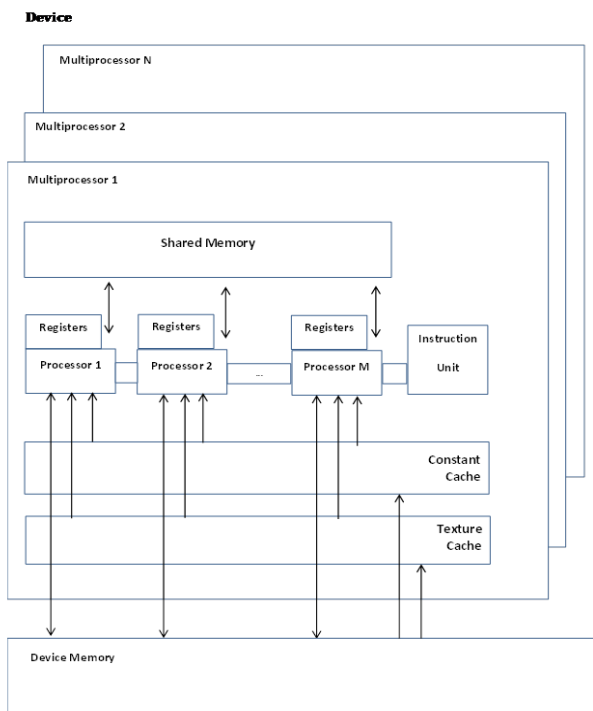 Device
Multiprocessor N
Multiprocessor 2
Multiprocessor 1
Shared Memory
Registers
Registers
Registers
Instruction
Unit
Processor 1
Processor 2
...
Processor M
Constant
Cache
Texture
Cache
Device Memory